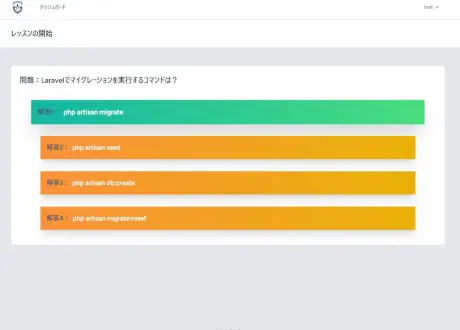 ダッシュボード
test
レッスンの開始
問題：Laravelでマイグレーションを実行するコマンドは？
解答1： php artisan migrate
解答2： php artisan seed
解答3： php artisan db:create
解答4： php artisan migrate:reset